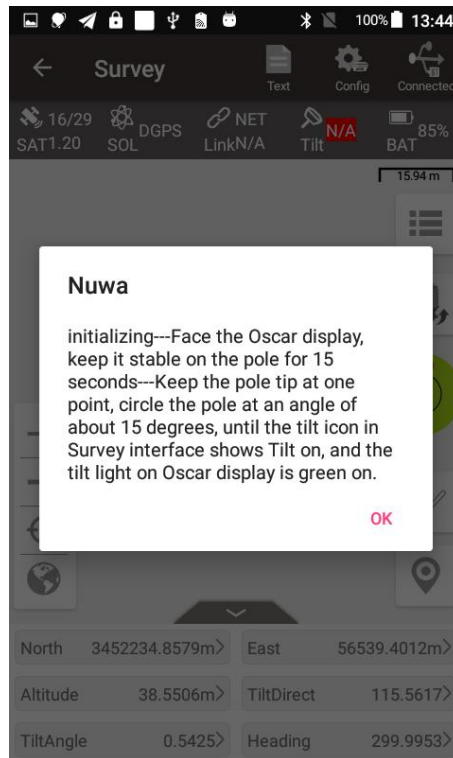 100% 13:44
Survey
Text
Config
Connected
16/29
SAT1.20
DGPS
SOL
NET
LinkN/A
N/A
Tilt
85%
BAT
15.94 m
Nuwa
initializing---Face the Oscar display,
keep it stable on the pole for 15
seconds---Keep the pole tip at one
point, circle the pole at an angle of
about 15 degrees, until the tilt icon in
Survey interface shows Tilt on, and the
tilt light on Oscar display is green on.
OK
North 3452234.8579m> East 56539.4012m>
Altitude 38.5506m> TiltDirect 115.5617>
TiltAngle 0.5425> Heading 299.9953>